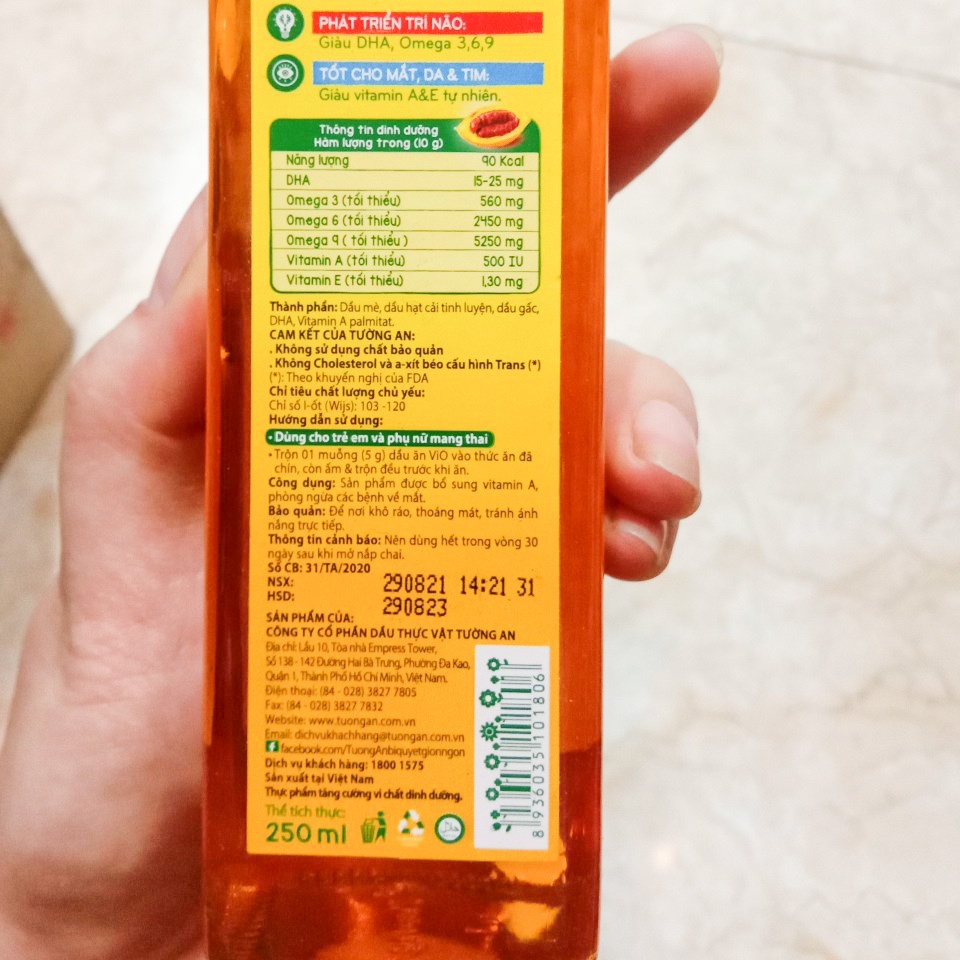 PHÁT TRIỂN TRÍ NÃO:
Giàu DHA, Omega 3,6,9
TỐT CHO MẮT, DA & TIM:
Giàu vitamin A&E tự nhiên.
Thông tin dinh dưỡng
Hàm lượng trong (10 g)
Năng lượng 90 Kcal
DHA 15-25 mg
Omega 3 (tối thiểu) 560 mg
Omega 6 (tối thiểu) 2450 mg
Omega 9 ( tối thiểu ) 5250 mg
Vitamin A (tối thiểu) 500 IU
Vitamin E (tối thiểu) 1,30 mg
Thành phần: Dầu mè, dầu hạt cải tinh luyện, dầu gấc,
DHA, Vitamin A palmitat.
CAM KẾT CỦA TƯỜNG AN:
. Không sử dụng chất bảo quản
. Không Cholesterol và a-xít béo cấu hình Trans (*)
(*): Theo khuyến nghị của FDA
Chỉ tiêu chất lượng chủ yếu:
Chỉ số I-ốt (Wijs): 103 -120
Hướng dẫn sử dụng:
• Dùng cho trẻ em và phụ nữ mang thai
• Trộn 01 muỗng (5 g) dầu ăn ViO vào thức ăn đã
chín, còn ấm & trộn đều trước khi ăn.
Công dụng: Sản phẩm được bổ sung vitamin A,
phòng ngừa các bệnh về mắt.
Bảo quản: Để nơi khô ráo, thoáng mát, tránh ánh
nắng trực tiếp.
Thông tin cảnh báo: Nên dùng hết trong vòng 30
ngày sau khi mở nắp chai.
Số CB: 31/TA/2020
NSX: 290821 14:21 31
HSD: 290823
SẢN PHẨM CỦA:
CÔNG TY CỔ PHẦN DẦU THỰC VẬT TƯỜNG AN
Địa chỉ: Lầu 10, Tòa nhà Empress Tower,
Số 138 - 142 Đường Hai Bà Trưng, Phường Đa Kao,
Quận 1, Thành Phố Hồ Chí Minh, Việt Nam.
Điện thoại: (84 - 028) 3827 7805
Fax: (84 - 028) 3827 7832
Website: www.tuongan.com.vn
Email: dichvukhachhang@tuongan.com.vn
facebook.com/TuongAnbiquyetgionngon
Dịch vụ khách hàng: 1800 1575
Sản xuất tại Việt Nam
Thực phẩm tăng cường vi chất dinh dưỡng.
Thể tích thực:
250 ml
8 936035 101806